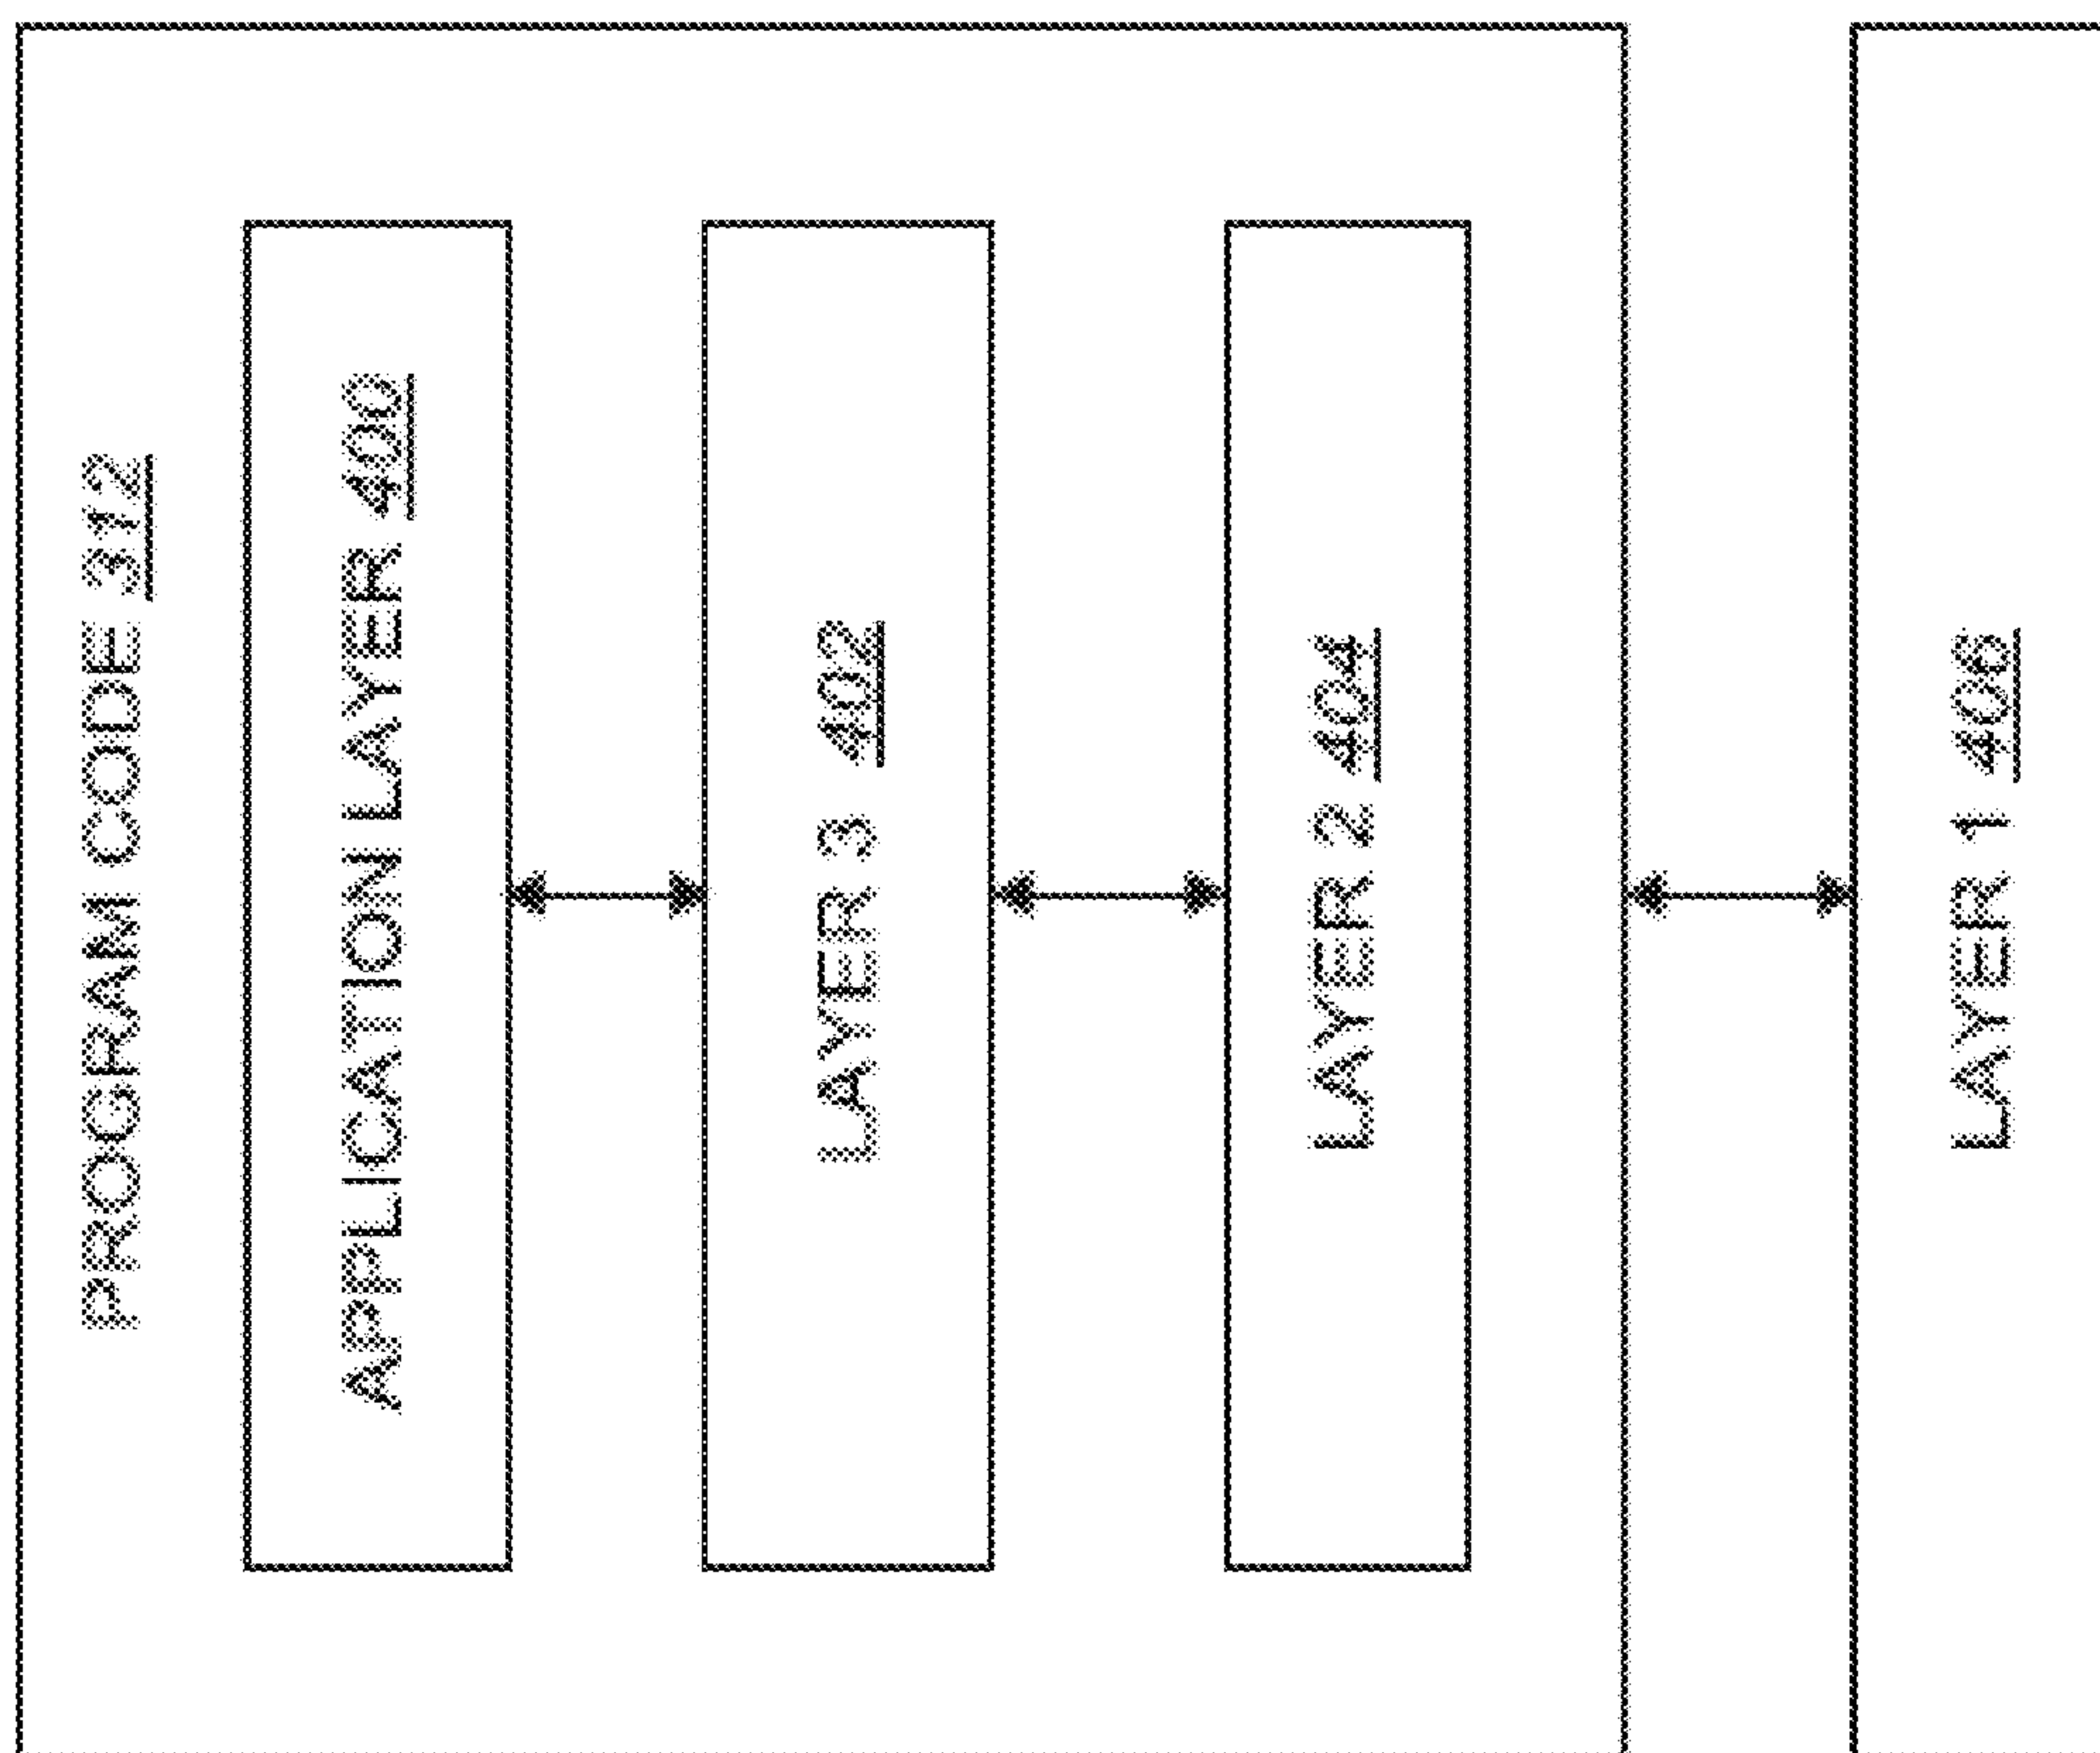 PROGRAM CODE 312
APPLICATION LAYER 400
LAYER 3 402
LAYER 2 404
LAYER 1 406